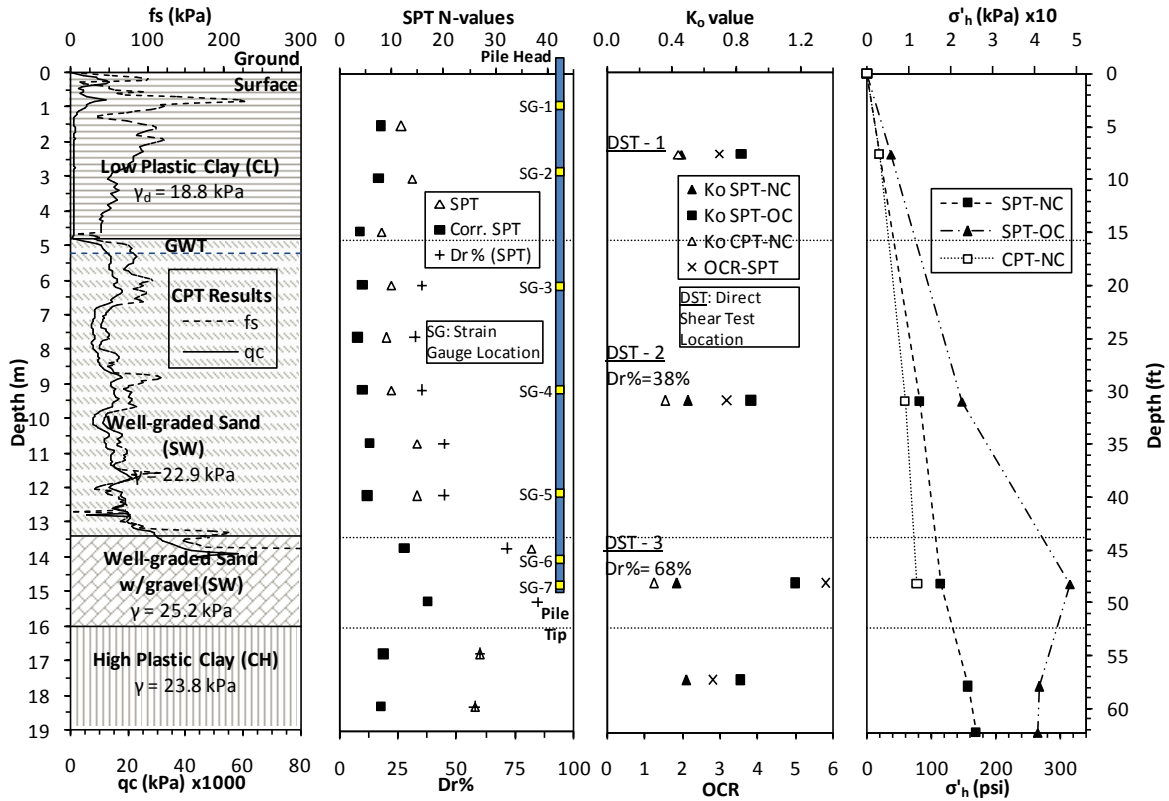 fs (kPa)
0 100 200 300
SPT N-values
0 10 20 30 40
Kₒ value
0.0 0.4 0.8 1.2
σ'ₕ (kPa) x10
0 1 2 3 4 5
Depth (m)
0
1
2
3
4
5
6
7
8
9
10
11
12
13
14
15
16
17
18
19
Ground
Surface
Low Plastic Clay (CL)
γd = 18.8 kPa
GWT
CPT Results
fs
qc
Well-graded Sand
(SW)
γ = 22.9 kPa
Well-graded Sand
w/gravel (SW)
γ = 25.2 kPa
High Plastic Clay (CH)
γ = 23.8 kPa
0 20 40 60 80
qc (kPa) x1000
Pile Head
SG-1
SG-2
SPT
Corr. SPT
Dr% (SPT)
SG-3
SG: Strain
Gauge Location
SG-4
SG-5
SG-6
SG-7
Pile
Tip
0 25 50 75 100
Dr%
DST - 1
Ko SPT-NC
Ko SPT-OC
Ko CPT-NC
OCR-SPT
DST: Direct
Shear Test
Location
DST - 2
Dr%=38%
DST - 3
Dr%= 68%
0 1 2 3 4 5 6
OCR
SPT-NC
SPT-OC
CPT-NC
0
5
10
15
20
25
30
35
40
45
50
55
60
Depth (ft)
0 100 200 300
σ'ₕ (psi)